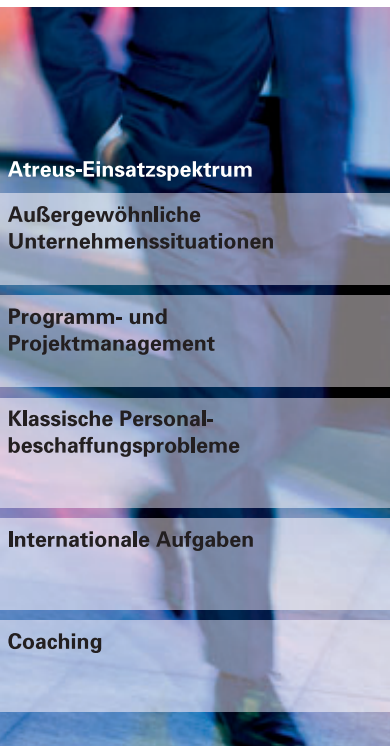 Atreus-Einsatzspektrum
Außergewöhnliche
Unternehmenssituationen
Programm- und
Projektmanagement
Klassische Personal-
beschaffungsprobleme
Internationale Aufgaben
Coaching